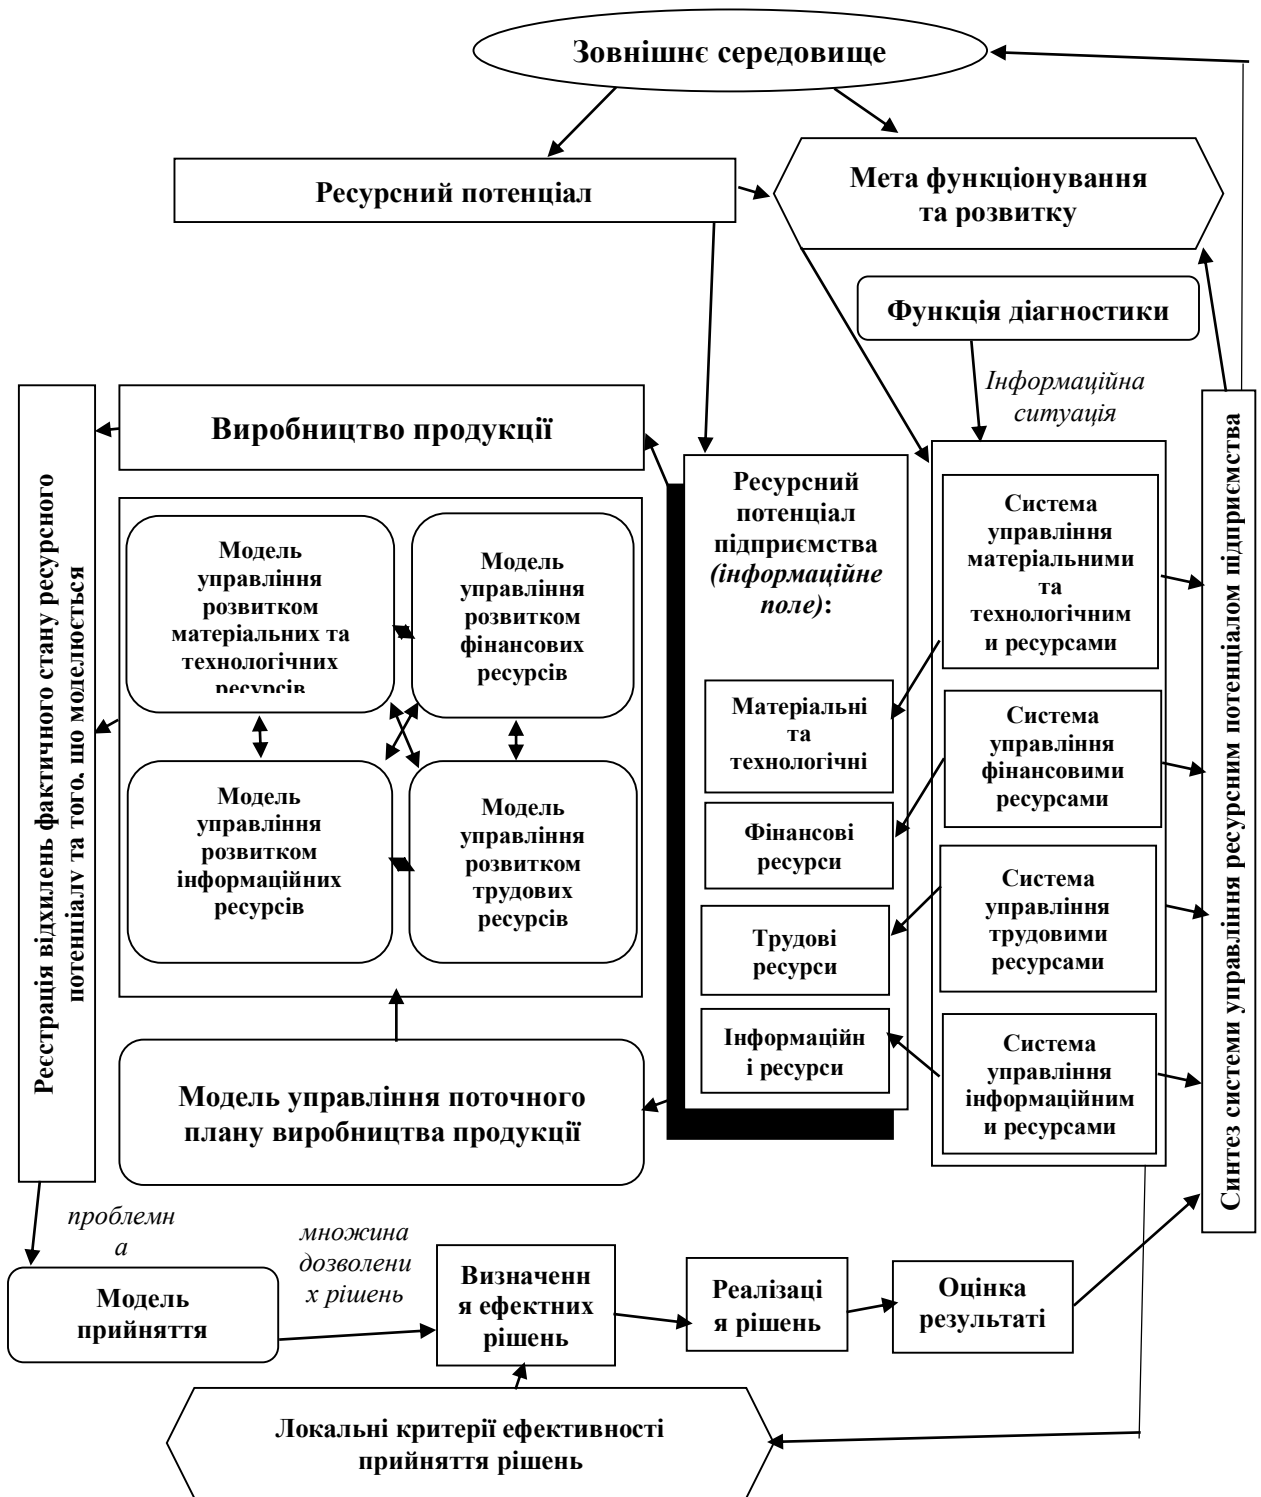 Зовнішнє середовище
Ресурсний потенціал
Мета функціонування
та розвитку
Функція діагностики
Інформаційна
ситуація
Виробництво продукції
Реєстрація відхилень фактичного стану ресурсного
потенціалу та того, що моделюється
Модель
управління
розвитком
матеріальних та
технологічних
ресурсів
Модель
управління
розвитком
фінансових
ресурсів
Модель
управління
розвитком
інформаційних
ресурсів
Модель
управління
розвитком
трудових
ресурсів
Модель управління поточного
плану виробництва продукції
Ресурсний
потенціал
підприємства
(інформаційне
поле):
Матеріальні
та
технологічні
Фінансові
ресурси
Трудові
ресурси
Інформаційн
і ресурси
Система
управління
матеріальними
та
технологічним
и ресурсами
Система
управління
фінансовими
ресурсами
Система
управління
трудовими
ресурсами
Система
управління
інформаційним
и ресурсами
Синтез системи управління ресурсним потенціалом підприємства
проблемн
а
множина
дозволени
х рішень
Модель
прийняття
Визначенн
я ефектних
рішень
Реалізаці
я рішень
Оцінка
результаті
Локальні критерії ефективності
прийняття рішень